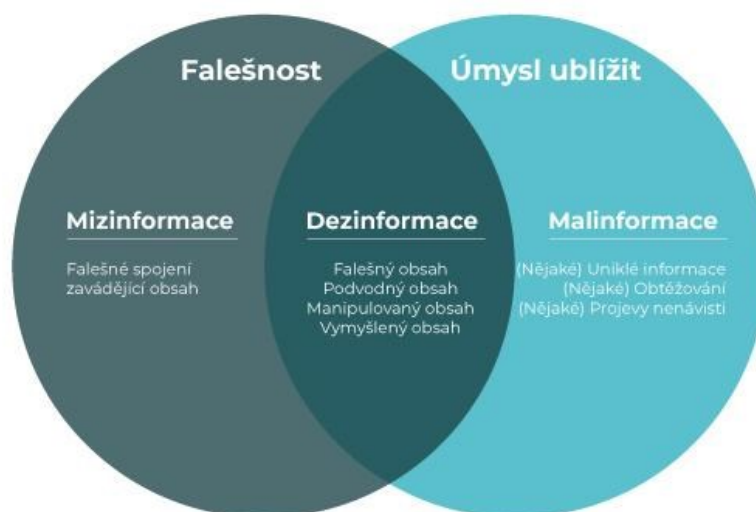 Falešnost
Úmysl ublížit
Mizinformace
Falešné spojení
zavádějící obsah
Dezinformace
Falešný obsah
Podvodný obsah
Manipulovaný obsah
Vymyšlený obsah
Malinformace
(Nějaké) Uniklé informace
(Nějaké) Obtěžování
(Nějaké) Projevy nenávisti